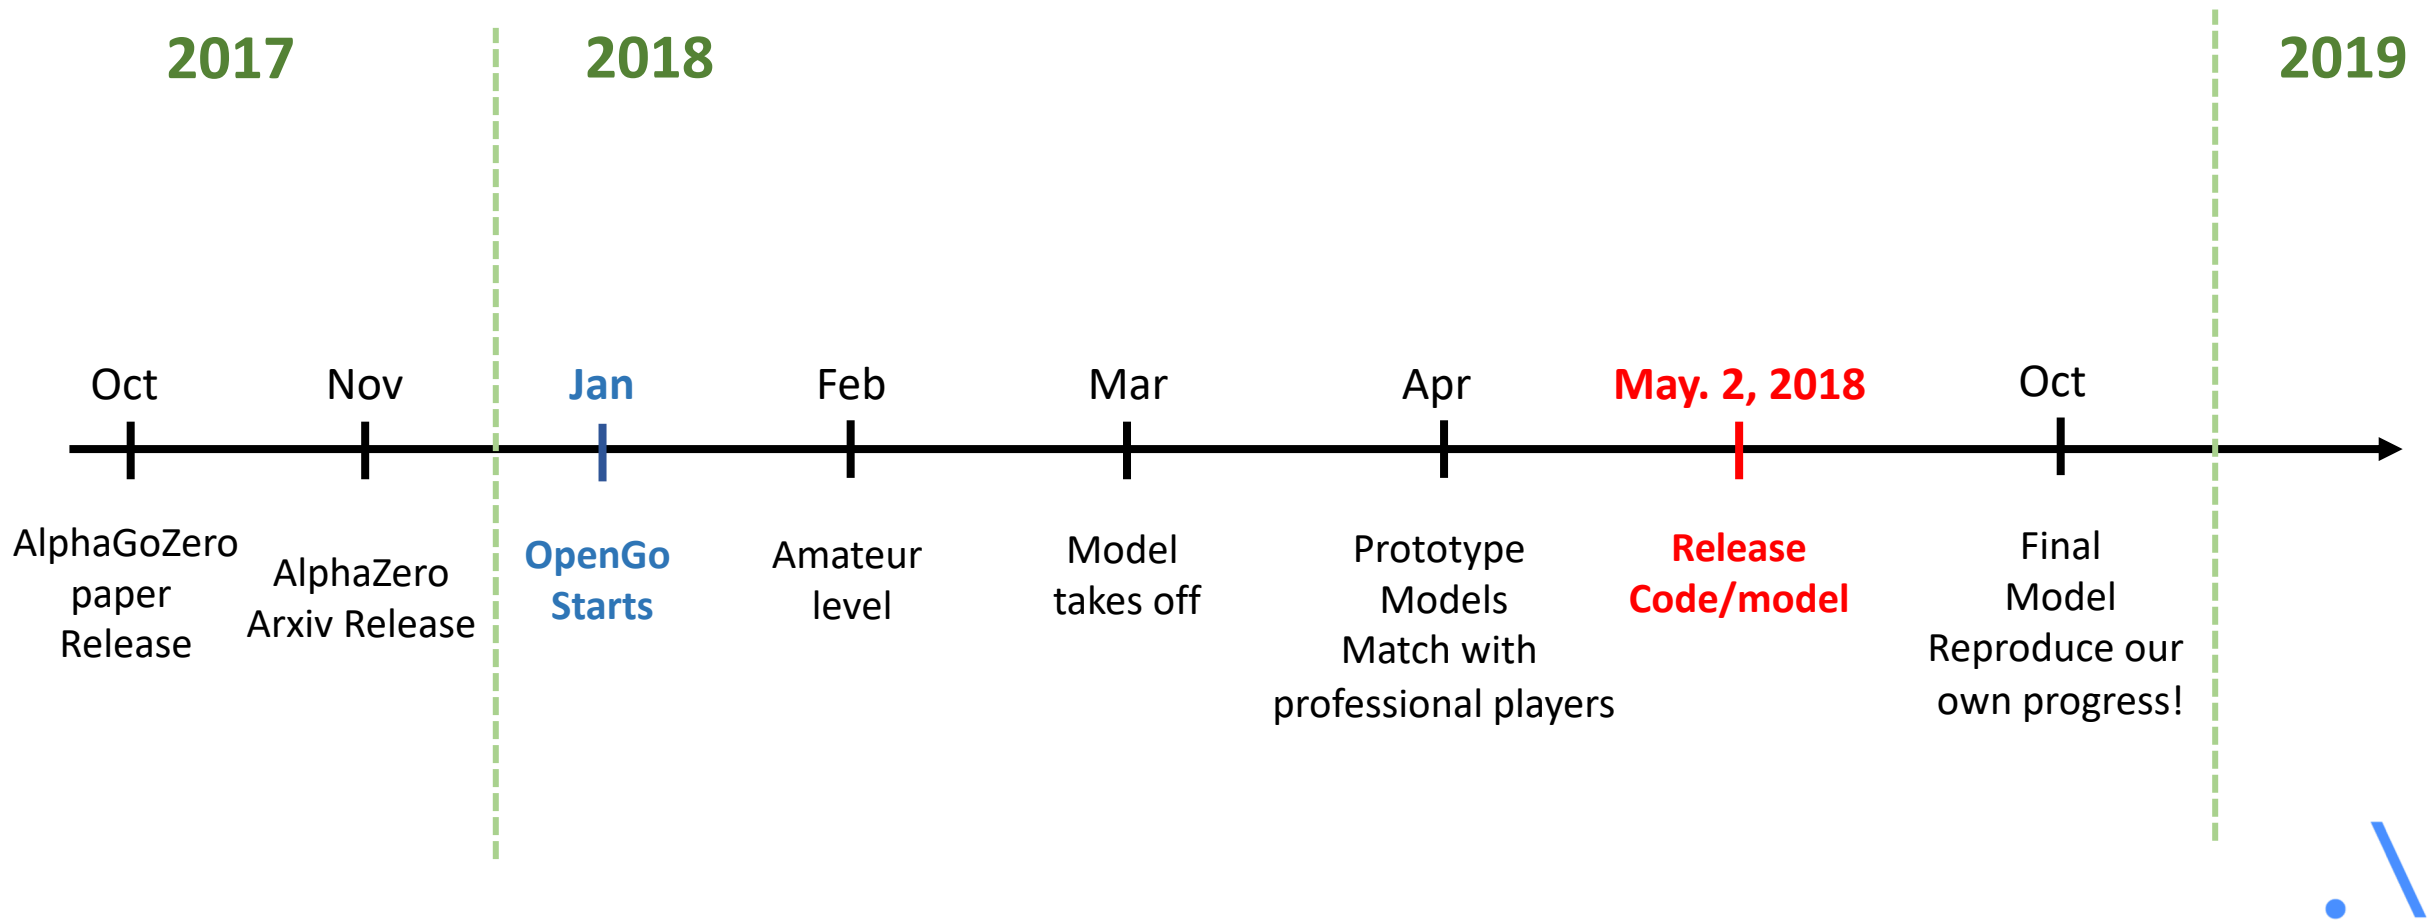 2017
2018
2019
Oct
Nov
Jan
Feb
Mar
Apr
May. 2, 2018
Oct
AlphaGoZero
paper
Release
AlphaZero
Arxiv Release
OpenGo
Starts
Amateur
level
Model
takes off
Prototype
Models
Match with
professional players
Release
Code/model
Final
Model
Reproduce our
own progress!